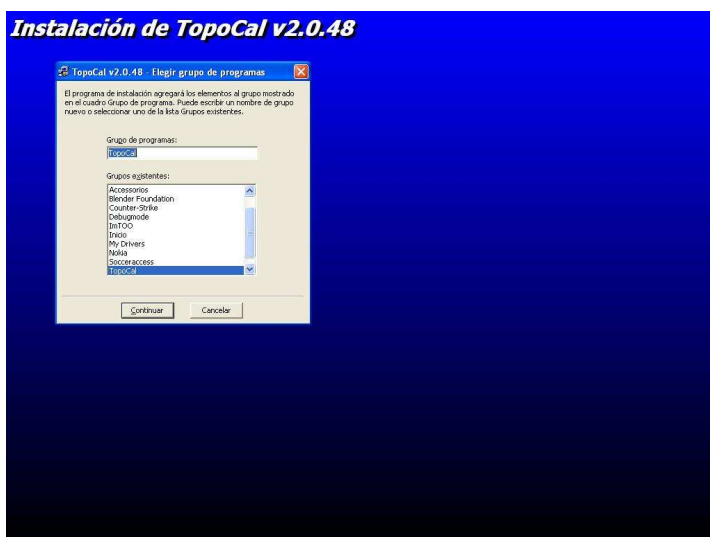 Instalación de TopoCal v2.0.48
TopoCal v2.0.48 - Elegir grupo de programas
El programa de instalación agregará los elementos al grupo mostrado
en el cuadro Grupo de programa. Puede escribir un nombre de grupo
nuevo o seleccionar uno de la lista Grupos existentes.
Grupo de programas:
TopoCal
Grupos existentes:
Accessorios
Blender Foundation
Counter-Strike
Debugmode
ImTOO
Inicio
My Drivers
Nokia
Socceraccess
TopoCal
Continuar
Cancelar